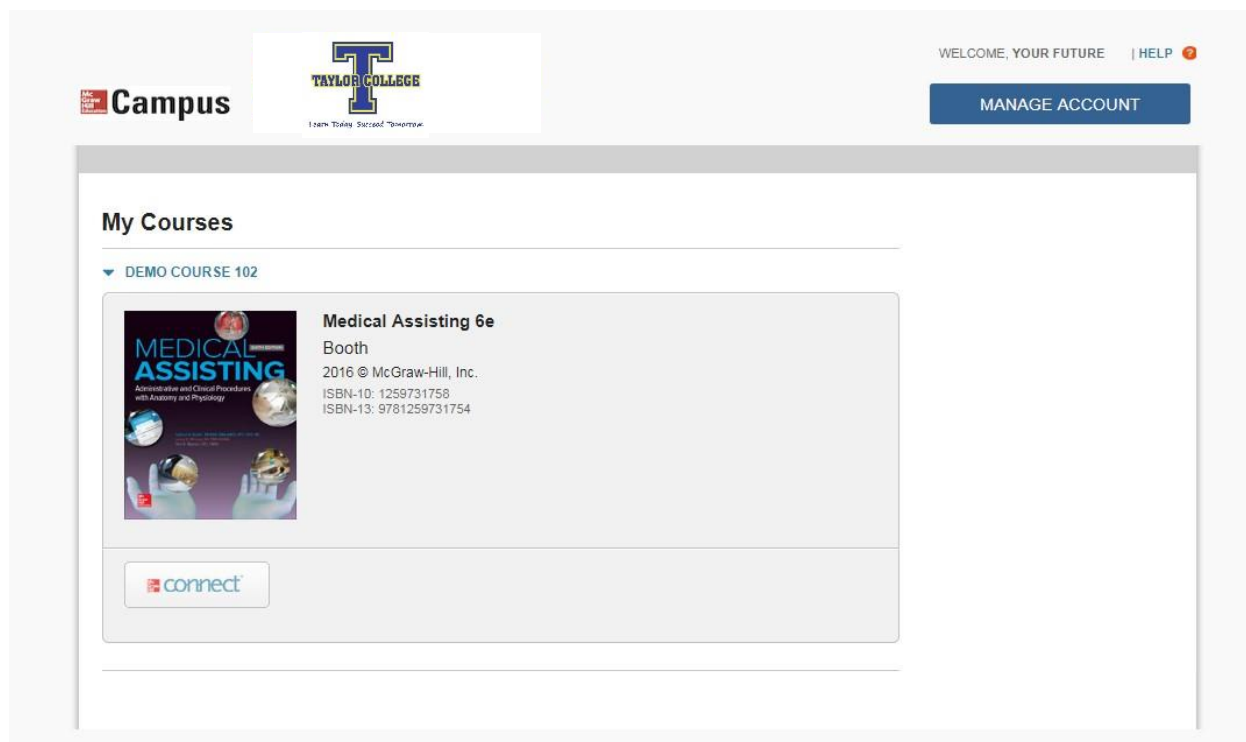 WELCOME, YOUR FUTURE | HELP ?
Mc Graw Hill Education Campus
T
TAYLOR COLLEGE
Learn Today. Succeed Tomorrow.
MANAGE ACCOUNT
My Courses
DEMO COURSE 102
MEDICAL SIXTH EDITION
ASSISTING
Administrative and Clinical Procedures
with Anatomy and Physiology
Medical Assisting 6e
Booth
2016 © McGraw-Hill, Inc.
ISBN-10: 1259731758
ISBN-13: 9781259731754
connect